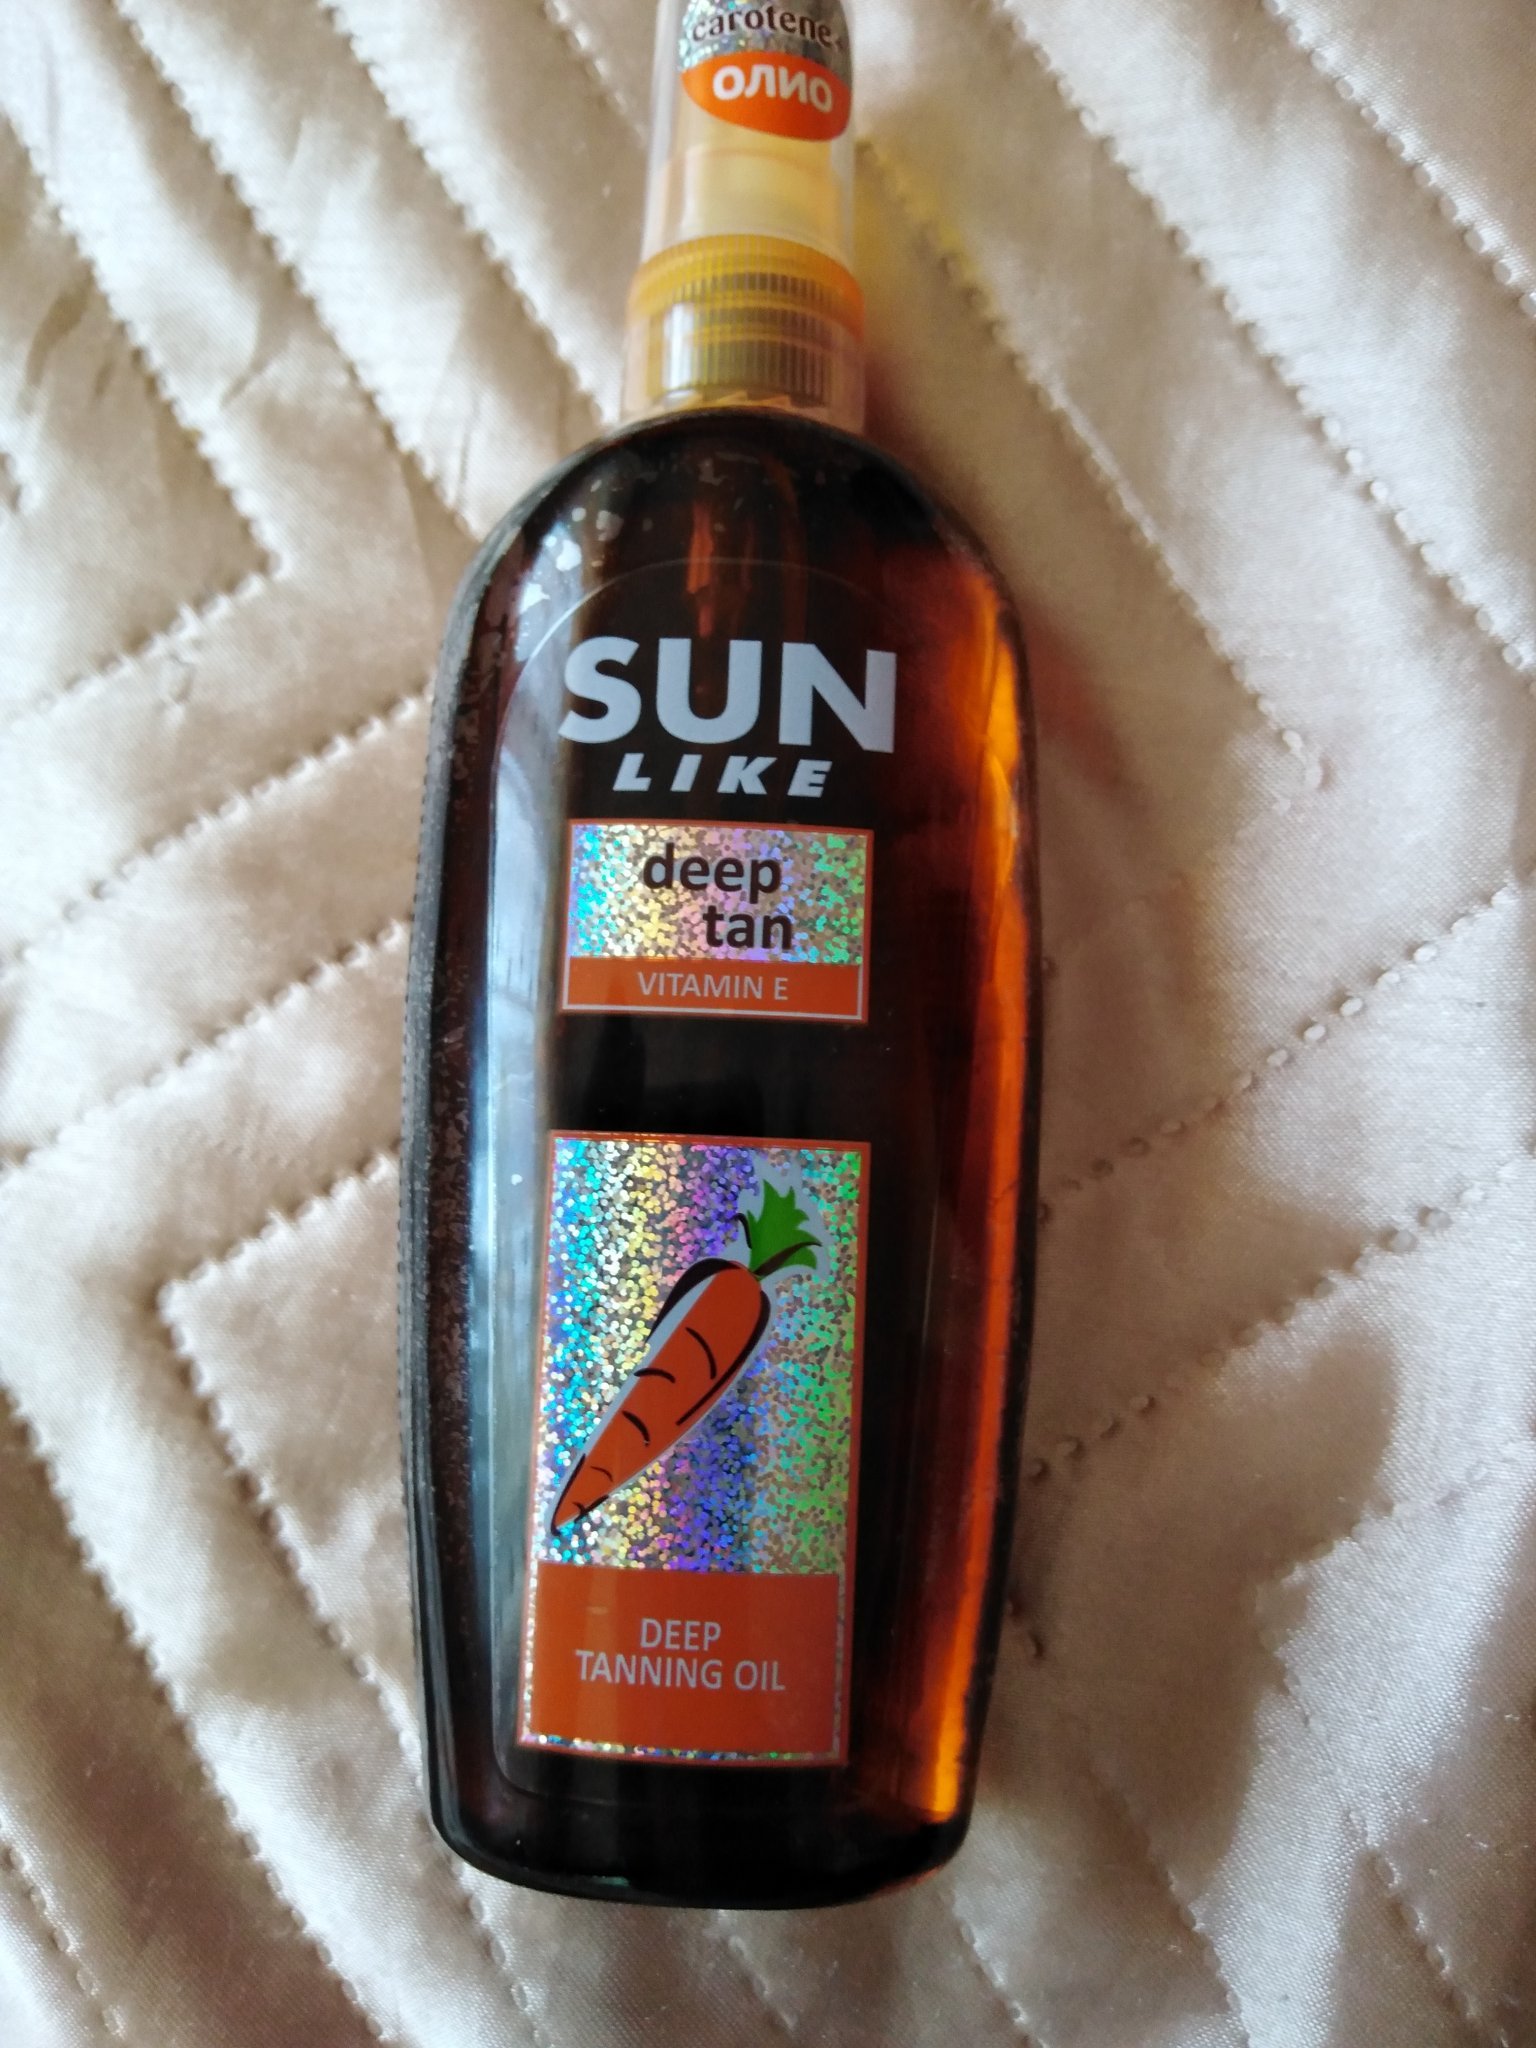 carotene+
ОЛИО
SUN
LIKE
deep
tan
VITAMIN E
DEEP
TANNING OIL